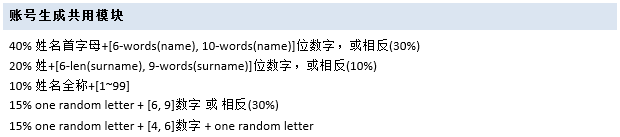 账号生成共用模块
40% 姓名首字母+[6-words(name), 10-words(name)]位数字，或相反(30%)
20% 姓+[6-len(surname), 9-words(surname)]位数字，或相反(10%)
10% 姓名全称+[1~99]
15% one random letter + [6, 9]数字 或 相反(30%)
15% one random letter + [4, 6]数字 + one random letter